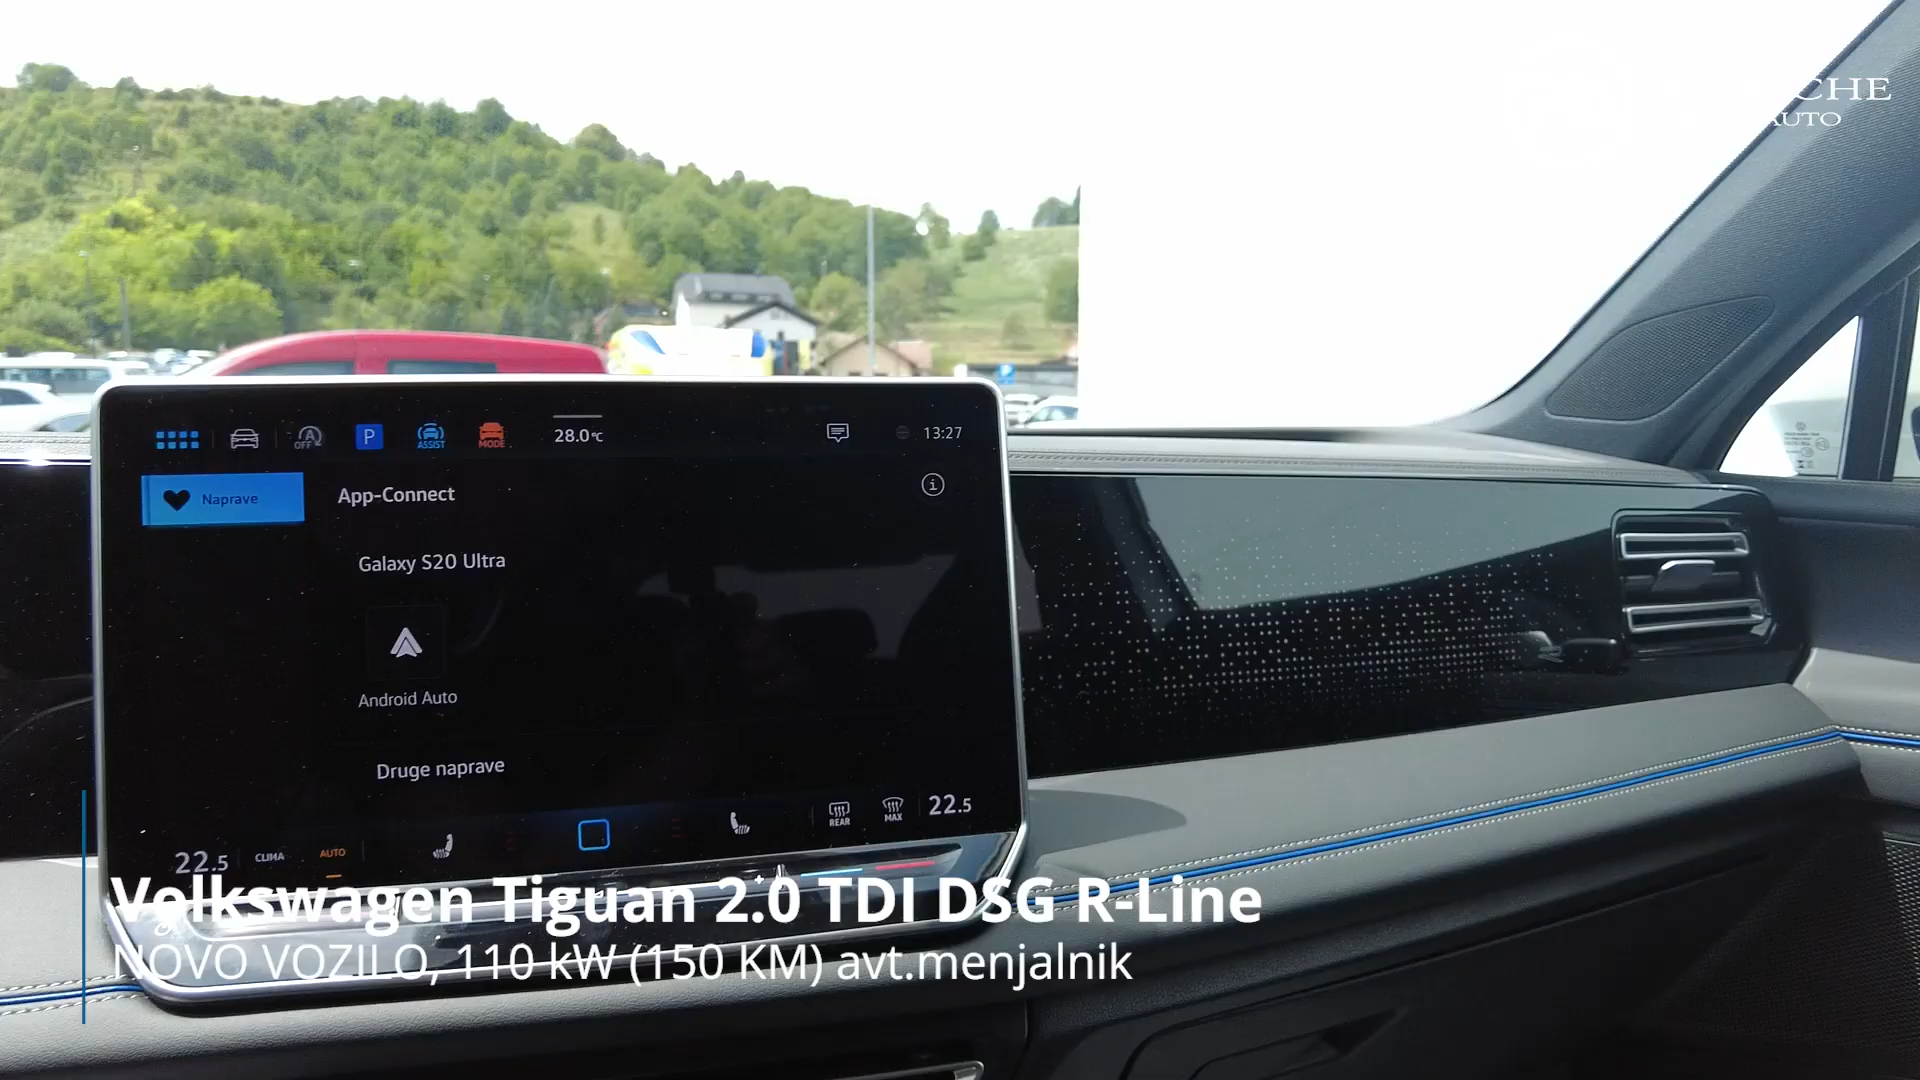 CHE
AUTO
A OFF
P
ASSIST
MODE
28.0°C
13:27
Naprave
App-Connect
Galaxy S20 Ultra
Android Auto
Druge naprave
22.5
CLIMA
AUTO
REAR
MAX
22.5
Volkswagen Tiguan 2.0 TDI DSG R-Line
NOVO VOZILO, 110 kW (150 KM) avt.menjalnik